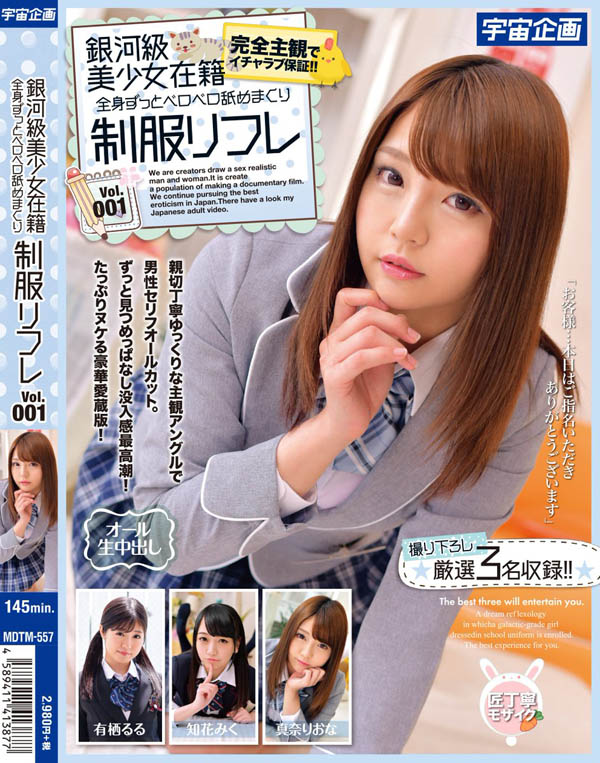 宇宙企画
銀河級美少女在籍
全身ずっとベロベロ舐めまくり
制服リフレ
Vol.
001
145min.
MDTM-557
4 589411 413877
2,980円+税
宇宙企画
銀河級
美少女在籍
完全主観で
イチャラブ保証!!
全身ずっとベロベロ舐めまくり
制服リフレ
Vol.
001
We are creators draw a sex realistic
man and woman.It is create
a population of making a documentary film.
We continue pursuing the best
eroticism in Japan.There have a look my
Japanese adult video.
親切丁寧ゆっくりな主観アングルで
男性セリフオールカット。
ずっと見つめっぱなし没入感最高潮！
たっぷりヌケる豪華愛蔵版！
「お客様…本日はご指名いただき
ありがとうございます」
オール
生中出し
撮り下ろし
厳選3名収録!!
The best three will entertain you.
A dream reflexology
in whicha galactic-grade girl
dressedin school uniform is enrolled.
The best experience for you.
有栖るる
知花みく
真奈りおな
匠丁寧
モザイク